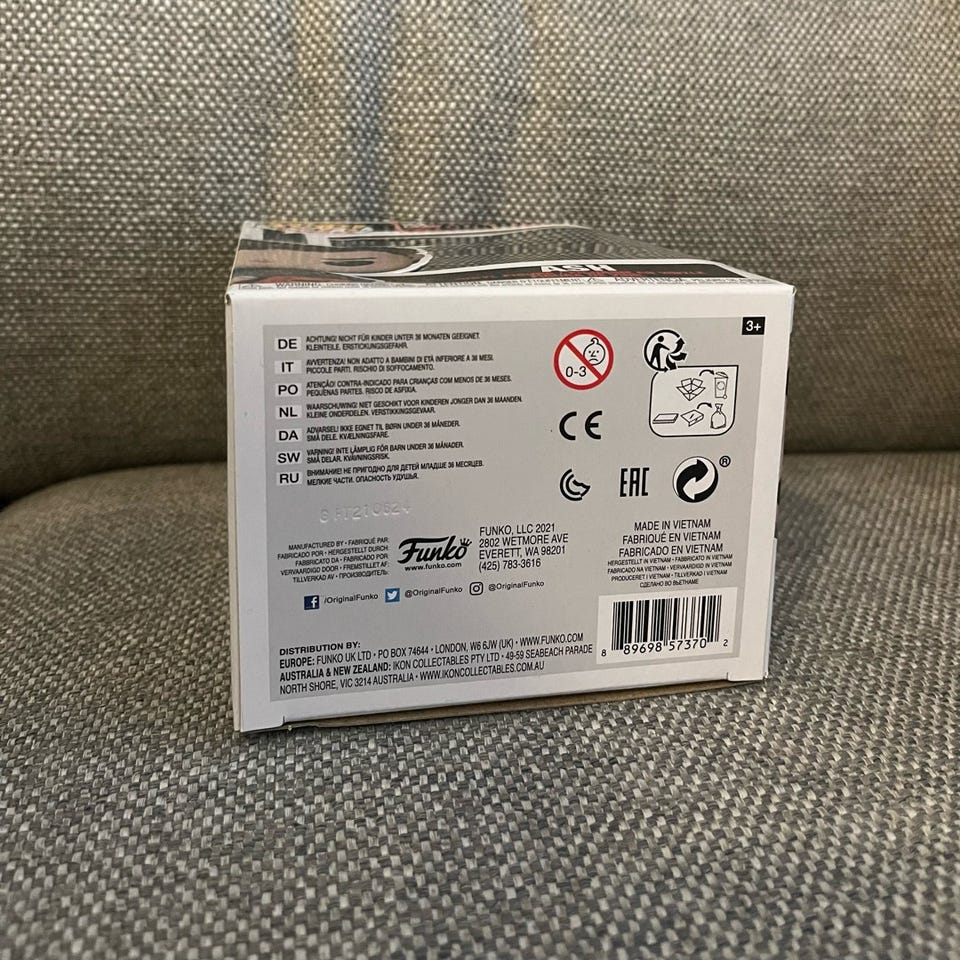 ASH
3+
DE ACHTUNG! NICHT FÜR KINDER UNTER 36 MONATEN GEEIGNET.
KLEINTEILE. ERSTICKUNGSGEFAHR.
IT AVVERTENZA! NON ADATTO A BAMBINI DI ETÀ INFERIORE A 36 MESI.
PICCOLE PARTI. RISCHIO DI SOFFOCAMENTO.
PO ATENÇÃO! CONTRA-INDICADO PARA CRIANÇAS COM MENOS DE 36 MESES.
PEQUENAS PARTES. RISCO DE ASFIXIA.
NL WAARSCHUWING! NIET GESCHIKT VOOR KINDEREN JONGER DAN 36 MAANDEN.
KLEINE ONDERDELEN. VERSTIKKINGSGEVAAR.
DA ADVARSEL! IKKE EGNET TIL BØRN UNDER 36 MÅNEDER.
SMÅ DELE. KVÆLNINGSFARE.
SW VARNING! INTE LÄMPLIG FÖR BARN UNDER 36 MÅNADER.
SMÅ DELAR. KVÄVNINGSRISK.
RU ВНИМАНИЕ! НЕ ПРИГОДНО ДЛЯ ДЕТЕЙ МЛАДШЕ 36 МЕСЯЦЕВ.
МЕЛКИЕ ЧАСТИ. ОПАСНОСТЬ УДУШЬЯ.
0-3
CE
EAC
®
MANUFACTURED BY • FABRIQUÉ PAR:
FABRICADO POR • HERGESTELLT DURCH:
FABBRICATO DA • FABRICADO POR:
VERVAARDIGD DOOR • FREMSTILLET AF:
TILLVERKAD AV • ПРОИЗВОДИТЕЛЬ:
Funko
www.funko.com
FUNKO, LLC 2021
2802 WETMORE AVE
EVERETT, WA 98201
(425) 783-3616
/OriginalFunko @OriginalFunko @OriginalFunko
MADE IN VIETNAM
FABRIQUÉ EN VIETNAM
FABRICADO EN VIETNAM
HERGESTELLT IN VIETNAM • FABBRICATO IN VIETNAM
FABRICADO NA VIETNAM • VERVAARDIGD IN VIETNAM
PRODUCERET I VIETNAM • TILLVERKAD I VIETNAM
СДЕЛАНО ВО ВЬЕТНАМЕ
DISTRIBUTION BY:
EUROPE: FUNKO UK LTD • PO BOX 74644 • LONDON, W6 6JW (UK) • WWW.FUNKO.COM
AUSTRALIA & NEW ZEALAND: IKON COLLECTABLES PTY LTD • 49-59 SEABEACH PARADE
NORTH SHORE, VIC 3214 AUSTRALIA • WWW.IKONCOLLECTABLES.COM.AU
8 89698 57370 2